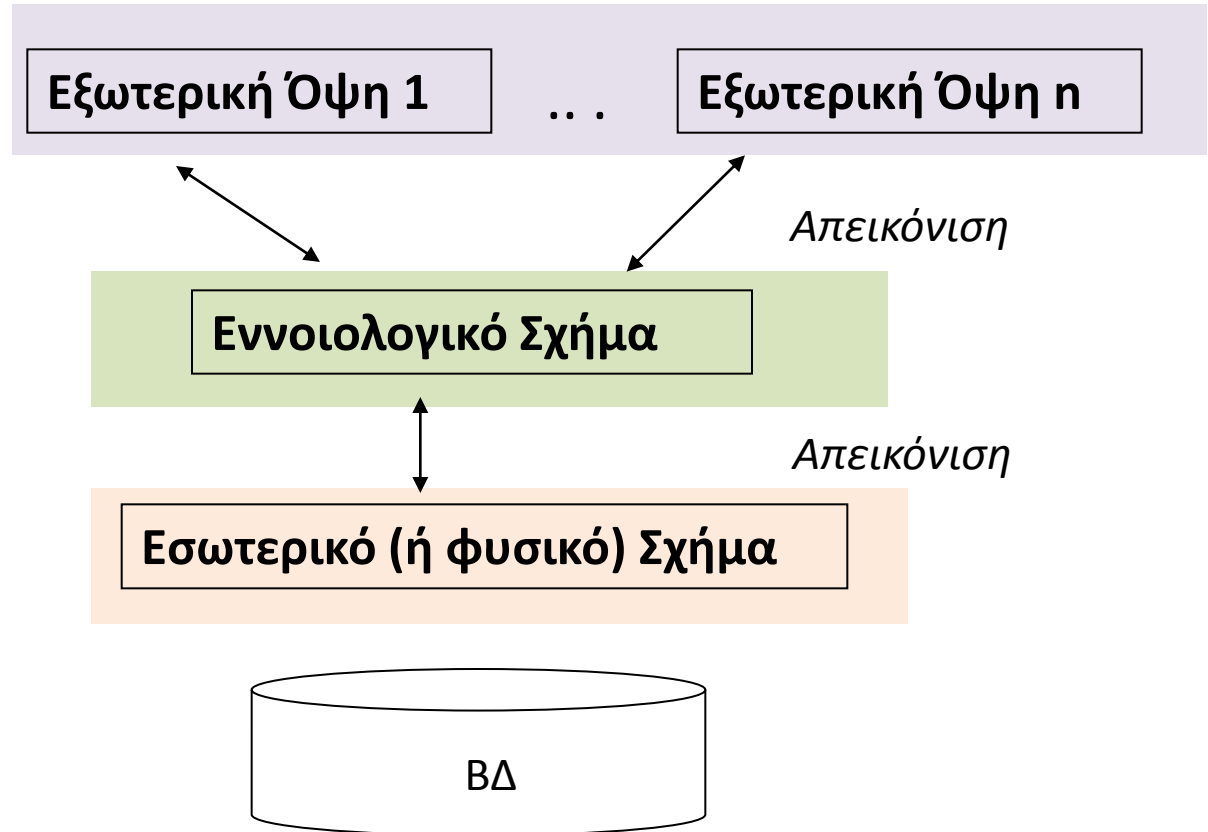 Εξωτερική Όψη 1 .. . Εξωτερική Όψη n
Απεικόνιση
Εννοιολογικό Σχήμα
Απεικόνιση
Εσωτερικό (ή φυσικό) Σχήμα
ΒΔ